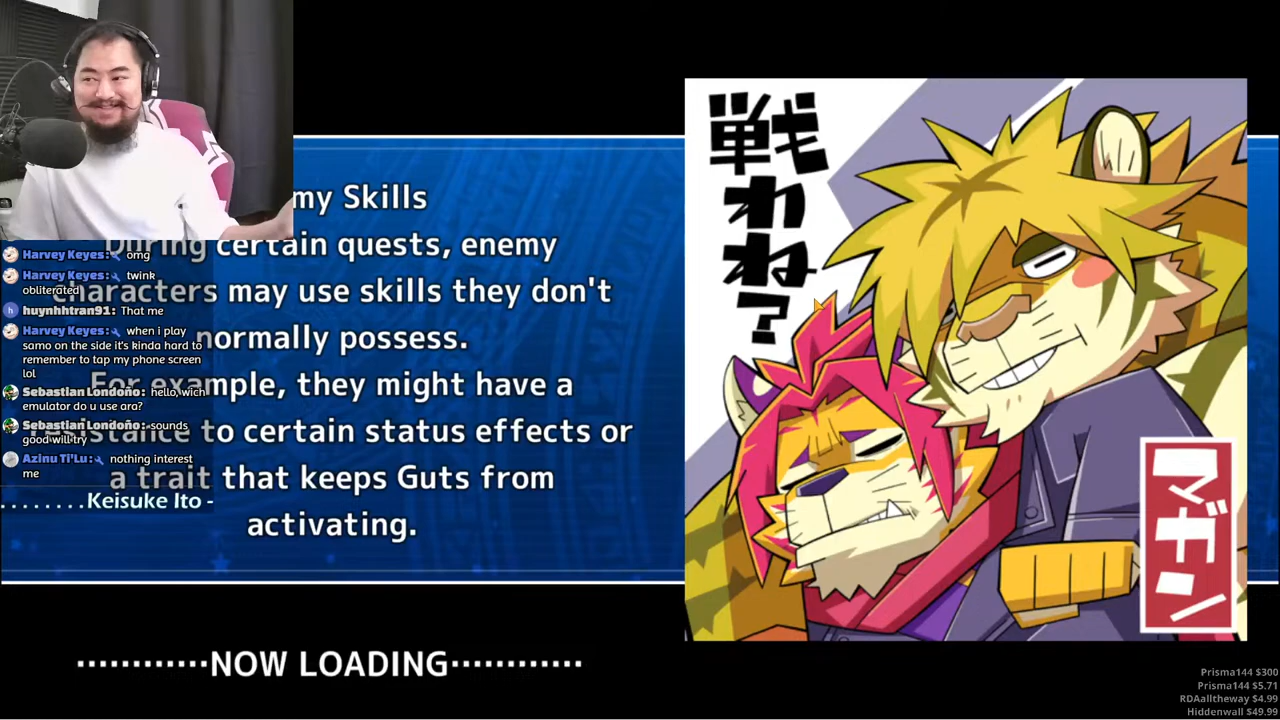 my Skills
During certain quests, enemy
characters may use skills they don't
normally possess.
For example, they might have a
resistance to certain status effects or
a trait that keeps Guts from
activating.
戦
わ
ね
?
マ
ギ
ン
Harvey Keyes: omg
Harvey Keyes: twink
obliterated
huynhhtran91: That me
Harvey Keyes: when i play
samo on the side it's kinda hard to
remember to tap my phone screen
lol
Sebastian Londoño: hello, wich
emulator do u use ara?
Sebastian Londoño: sounds
good will try
Azinu Ti'Lu: nothing interest
me
........Keisuke Ito -
NOW LOADING
Prisma144 $300
Prisma144 $5.71
RDAalltheway $4.99
Hiddenwall $49.99